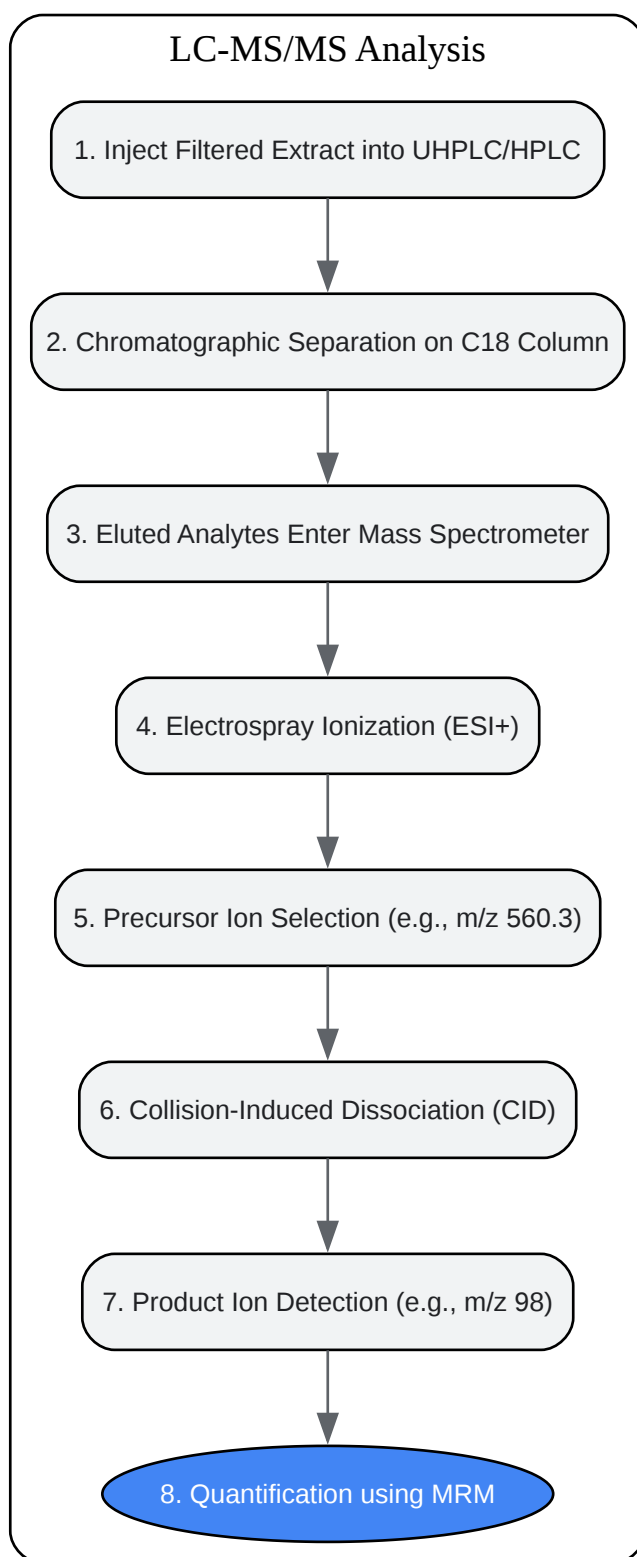 LC-MS/MS Analysis
1. Inject Filtered Extract into UHPLC/HPLC
2. Chromatographic Separation on C18 Column
3. Eluted Analytes Enter Mass Spectrometer
4. Electrospray Ionization (ESI+)
5. Precursor Ion Selection (e.g., m/z 560.3)
6. Collision-Induced Dissociation (CID)
7. Product Ion Detection (e.g., m/z 98)
8. Quantification using MRM